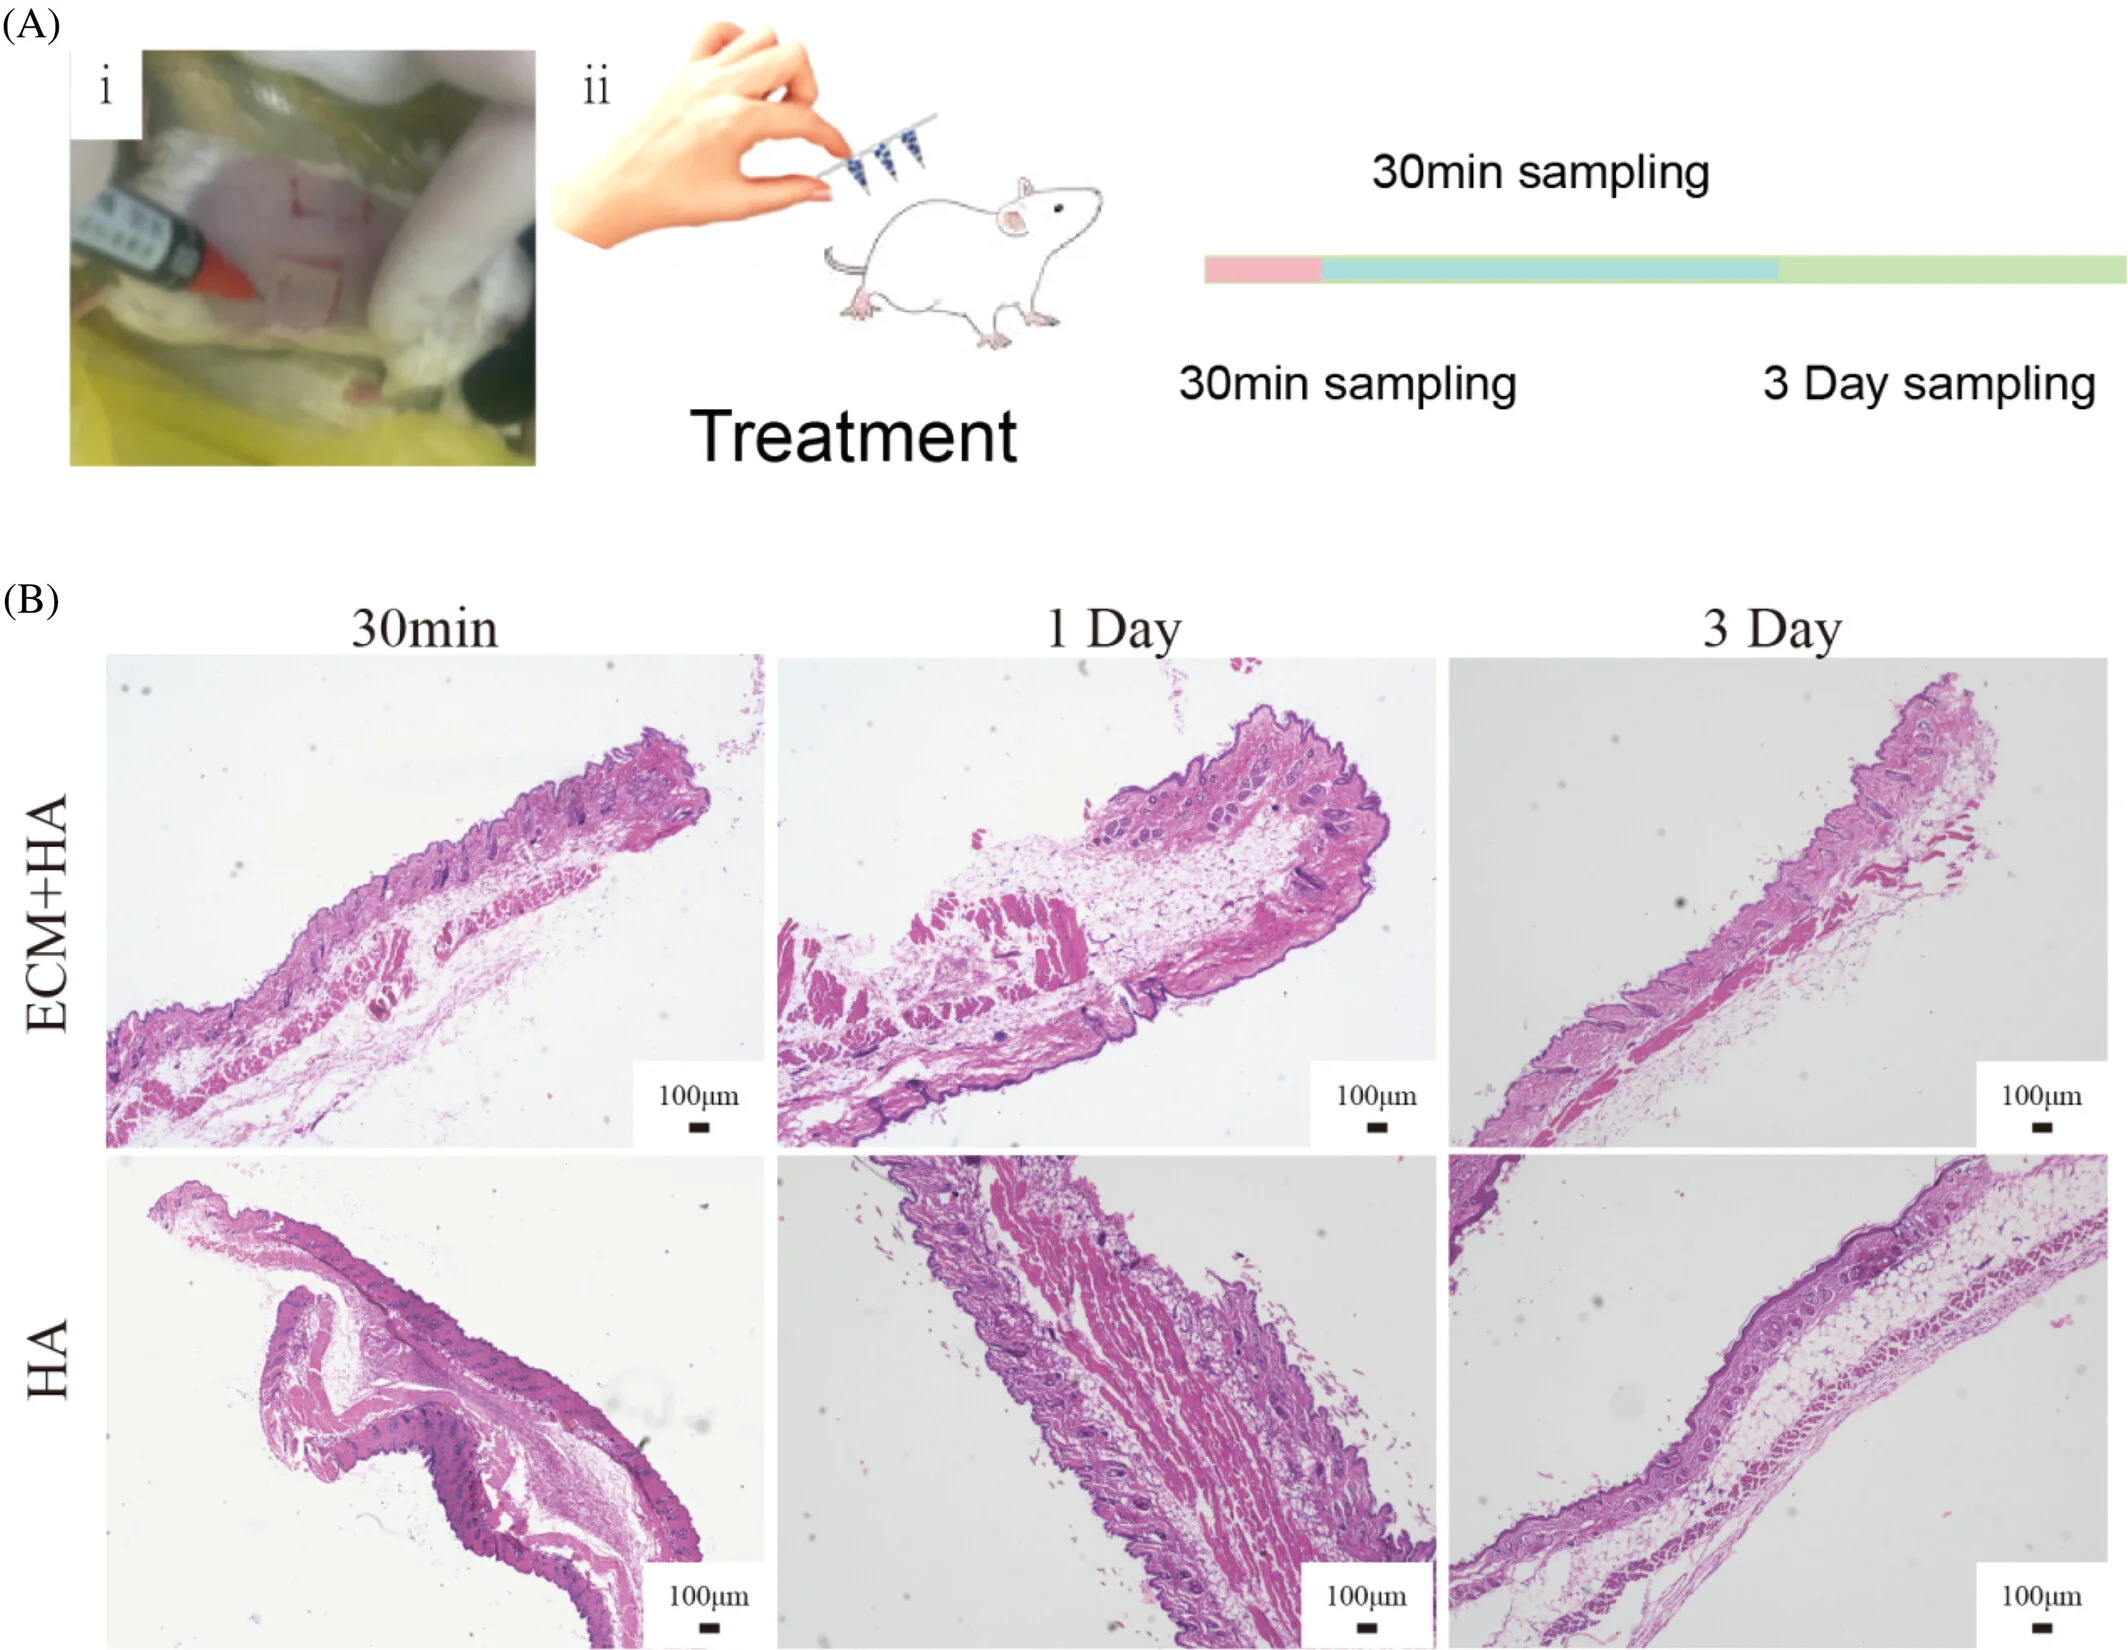 (A)
i
ii
30min sampling
30min sampling
3 Day sampling
Treatment
(B)
30min
1 Day
3 Day
ECM+HA
100μm
100μm
100μm
HA
100μm
100μm
100μm